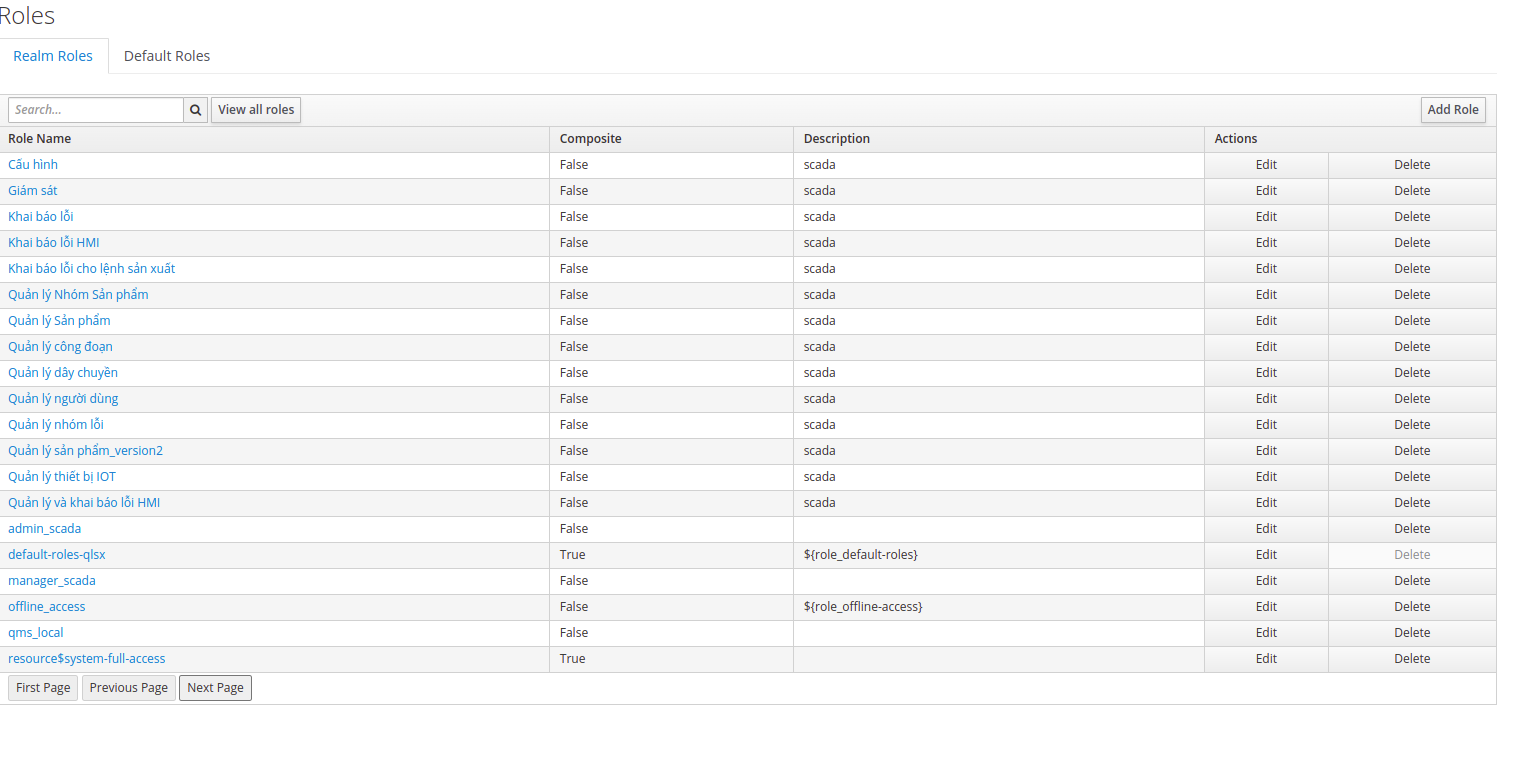 Roles
Realm Roles Default Roles
Search... View all roles Add Role
Role Name Composite Description Actions
Cấu hình False scada Edit Delete
Giám sát False scada Edit Delete
Khai báo lỗi False scada Edit Delete
Khai báo lỗi HMI False scada Edit Delete
Khai báo lỗi cho lệnh sản xuất False scada Edit Delete
Quản lý Nhóm Sản phẩm False scada Edit Delete
Quản lý Sản phẩm False scada Edit Delete
Quản lý công đoạn False scada Edit Delete
Quản lý dây chuyền False scada Edit Delete
Quản lý người dùng False scada Edit Delete
Quản lý nhóm lỗi False scada Edit Delete
Quản lý sản phẩm_version2 False scada Edit Delete
Quản lý thiết bị IOT False scada Edit Delete
Quản lý và khai báo lỗi HMI False scada Edit Delete
admin_scada False Edit Delete
default-roles-qlsx True ${role_default-roles} Edit Delete
manager_scada False Edit Delete
offline_access False ${role_offline-access} Edit Delete
qms_local False Edit Delete
resource$system-full-access True Edit Delete
First Page Previous Page Next Page